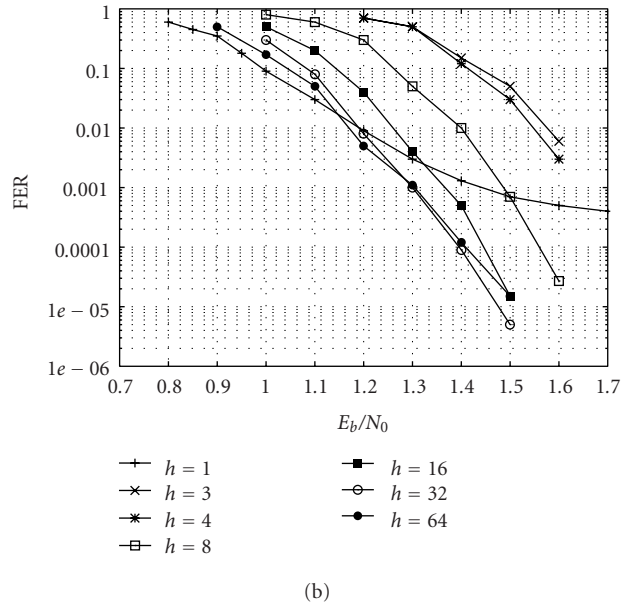 1
0.1
0.01
0.001
0.0001
1e − 05
1e − 06
FER
0.7 0.8 0.9 1 1.1 1.2 1.3 1.4 1.5 1.6 1.7
E_b/N_0
h = 1
h = 3
h = 4
h = 8
h = 16
h = 32
h = 64
(b)